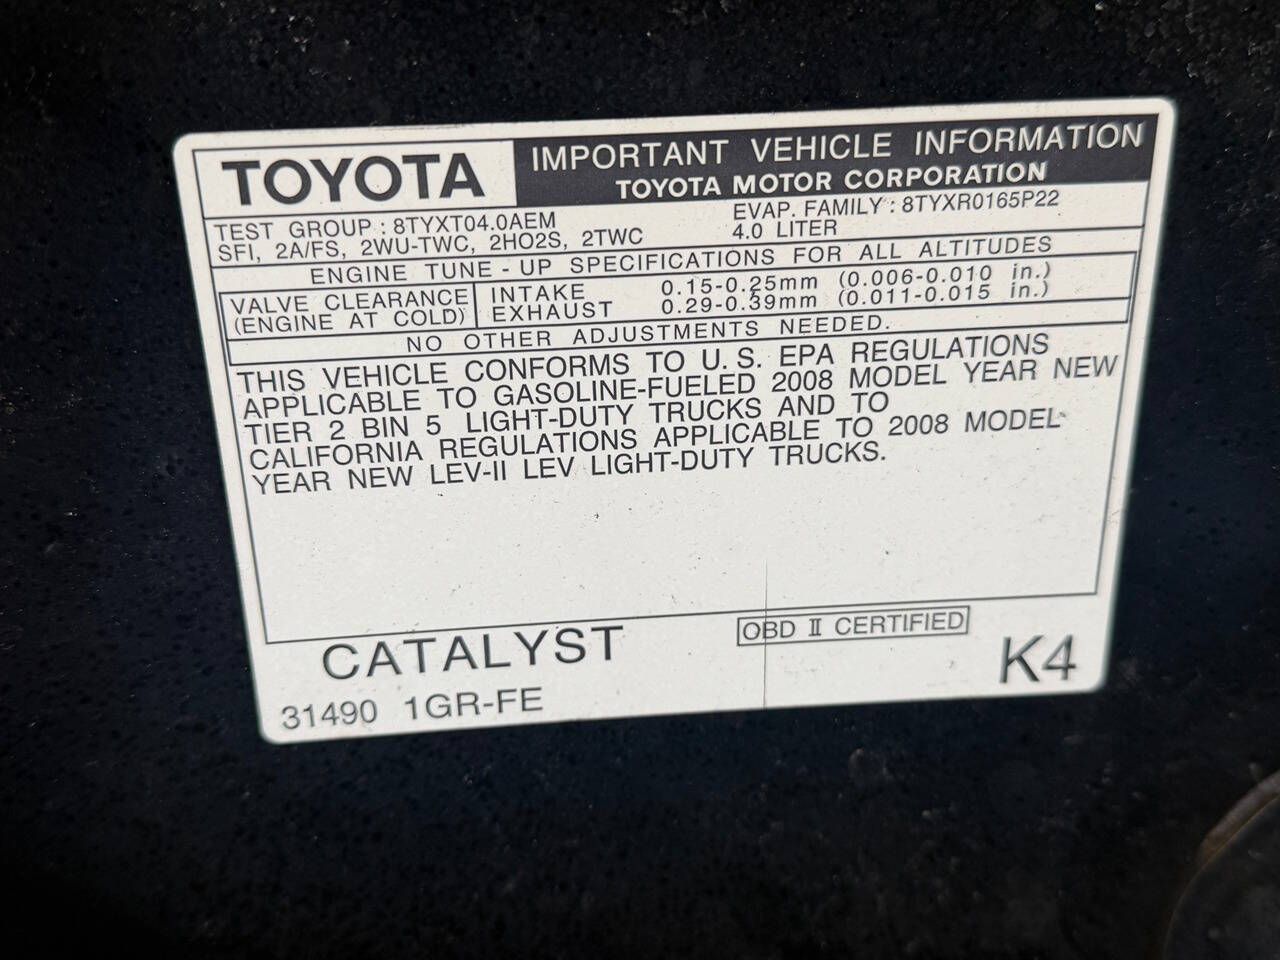 TOYOTA
IMPORTANT VEHICLE INFORMATION
TOYOTA MOTOR CORPORATION
TEST GROUP : 8TYXT04.0AEM EVAP. FAMILY : 8TYXR0165P22
SFI, 2A/FS, 2WU-TWC, 2HO2S, 2TWC 4.0 LITER
ENGINE TUNE - UP SPECIFICATIONS FOR ALL ALTITUDES
VALVE CLEARANCE INTAKE 0.15-0.25mm (0.006-0.010 in.)
(ENGINE AT COLD) EXHAUST 0.29-0.39mm (0.011-0.015 in.)
NO OTHER ADJUSTMENTS NEEDED.
THIS VEHICLE CONFORMS TO U. S. EPA REGULATIONS
APPLICABLE TO GASOLINE-FUELED 2008 MODEL YEAR NEW
TIER 2 BIN 5 LIGHT-DUTY TRUCKS AND TO
CALIFORNIA REGULATIONS APPLICABLE TO 2008 MODEL
YEAR NEW LEV-II LEV LIGHT-DUTY TRUCKS.
CATALYST
OBD II CERTIFIED
31490 1GR-FE
K4